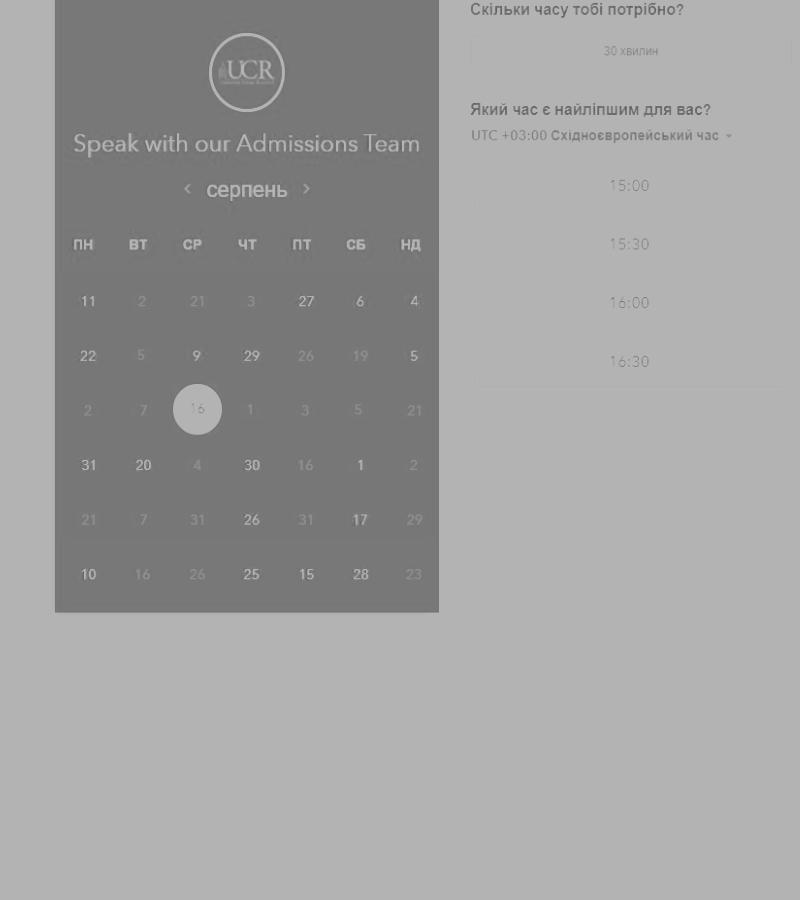 UCR
Speak with our Admissions Team
серпень
ПН ВТ СР ЧТ ПТ СБ НД
11 2 21 3 27 6 4
22 5 9 29 26 19 5
2 7 16 1 3 5 21
31 20 4 30 16 1 2
21 7 31 26 31 17 29
10 16 26 25 15 28 23
Скільки часу тобі потрібно?
30 хвилин
Який час є найліпшим для вас?
UTC +03:00 Східноєвропейський час
15:00
15:30
16:00
16:30